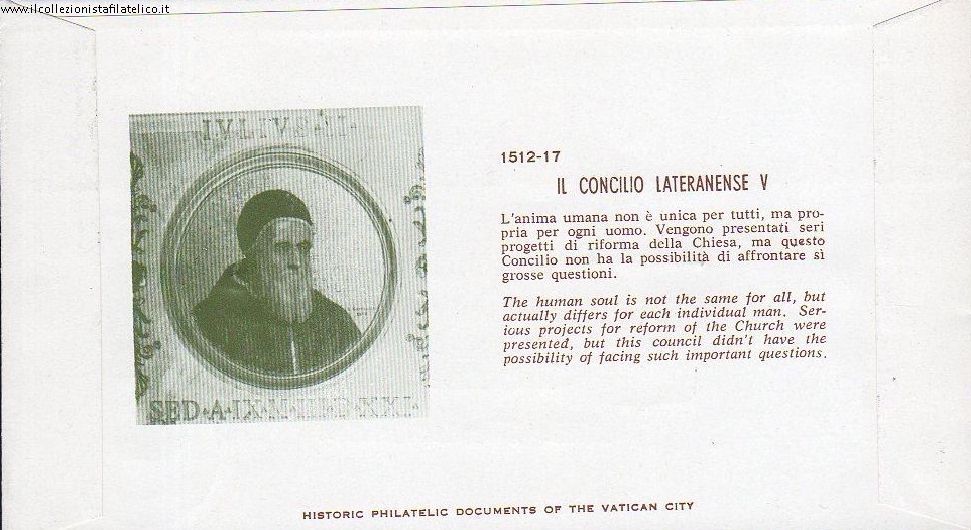 www.ilcollezionistafilatelico.it
IVLIVS·II·
1512-17
IL CONCILIO LATERANENSE V
L'anima umana non è unica per tutti, ma pro-
pria per ogni uomo. Vengono presentati seri
progetti di riforma della Chiesa, ma questo
Concilio non ha la possibilità di affrontare sì
grosse questioni.
The human soul is not the same for all, but
actually differs for each individual man. Ser-
ious projects for reform of the Church were
presented, but this council didn't have the
possibility of facing such important questions.
SED·A·IX·M·III·D·XXI·
HISTORIC PHILATELIC DOCUMENTS OF THE VATICAN CITY